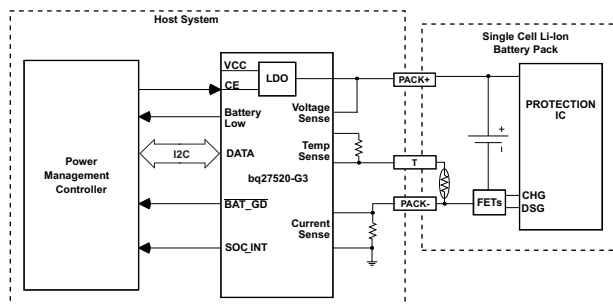 Host System
Single Cell Li-Ion
Battery Pack
VCC
LDO
CE
PACK+
PROTECTION
IC
Voltage
Sense
Battery
Low
I2C
DATA
Temp
Sense
T
Power
Management
Controller
bq27520-G3
BAT_GD
PACK-
Current
Sense
FETs
CHG
DSG
SOC_INT
+